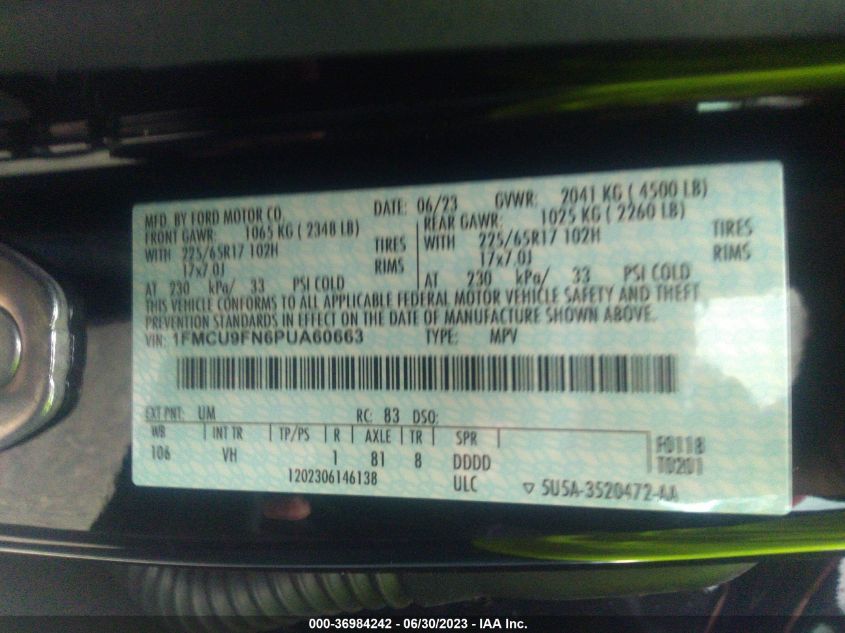 MFD. BY FORD MOTOR CO. DATE: 06/23 GVWR: 2041 KG ( 4500 LB)
FRONT GAWR: 1065 KG ( 2348 LB) REAR GAWR: 1025 KG ( 2260 LB)
WITH 225/65R17 102H TIRES WITH 225/65R17 102H TIRES
17x7.0J RIMS 17x7.0J RIMS
AT 230 kPa/ 33 PSI COLD AT 230 kPa/ 33 PSI COLD
THIS VEHICLE CONFORMS TO ALL APPLICABLE FEDERAL MOTOR VEHICLE SAFETY AND THEFT
PREVENTION STANDARDS IN EFFECT ON THE DATE OF MANUFACTURE SHOWN ABOVE.
VIN: 1FMCU9FN6PUA60663 TYPE: MPV
EXT PNT: UM RC: 83 DSO:
WB INT TR TP/PS R AXLE TR SPR F0118
106 VH 1 81 8 DDDD T0201
1202306146138 ULC ▽ 5U5A-3520472-AA
000-36984242 - 06/30/2023 - IAA Inc.